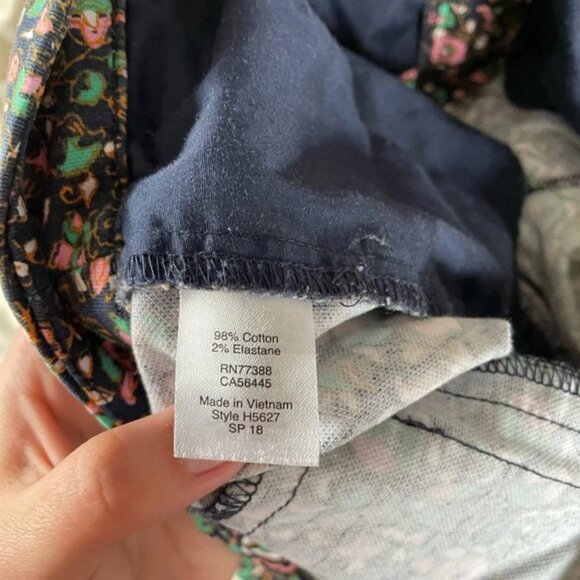 98% Cotton
2% Elastane
RN77388
CA56445
Made in Vietnam
Style H5627
SP 18